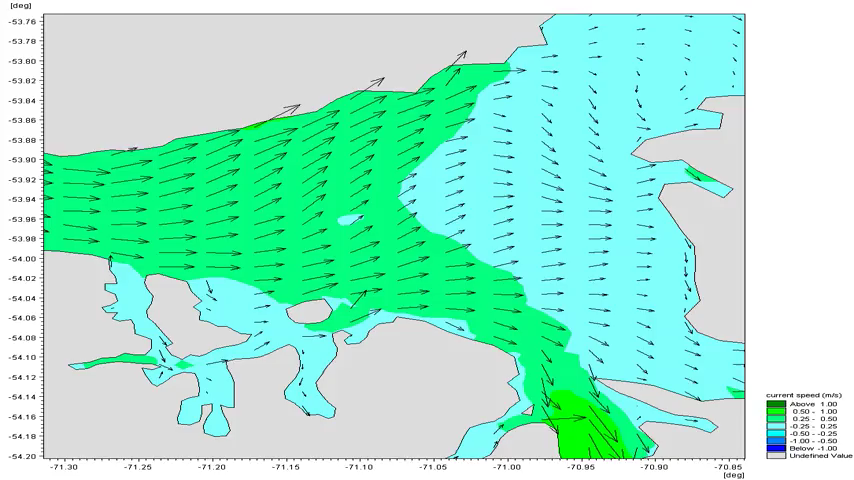 [deg]
-53.76
-53.78
-53.80
-53.82
-53.84
-53.86
-53.88
-53.90
-53.92
-53.94
-53.96
-53.98
-54.00
-54.02
-54.04
-54.06
-54.08
-54.10
-54.12
-54.14
-54.16
-54.18
-54.20
-71.30 -71.25 -71.20 -71.15 -71.10 -71.05 -71.00 -70.95 -70.90 -70.85
[deg]
current speed (m/s)
Above 1.00
0.50 - 1.00
0.25 - 0.50
-0.25 - 0.25
-0.50 - -0.25
-1.00 - -0.50
Below -1.00
Undefined Value